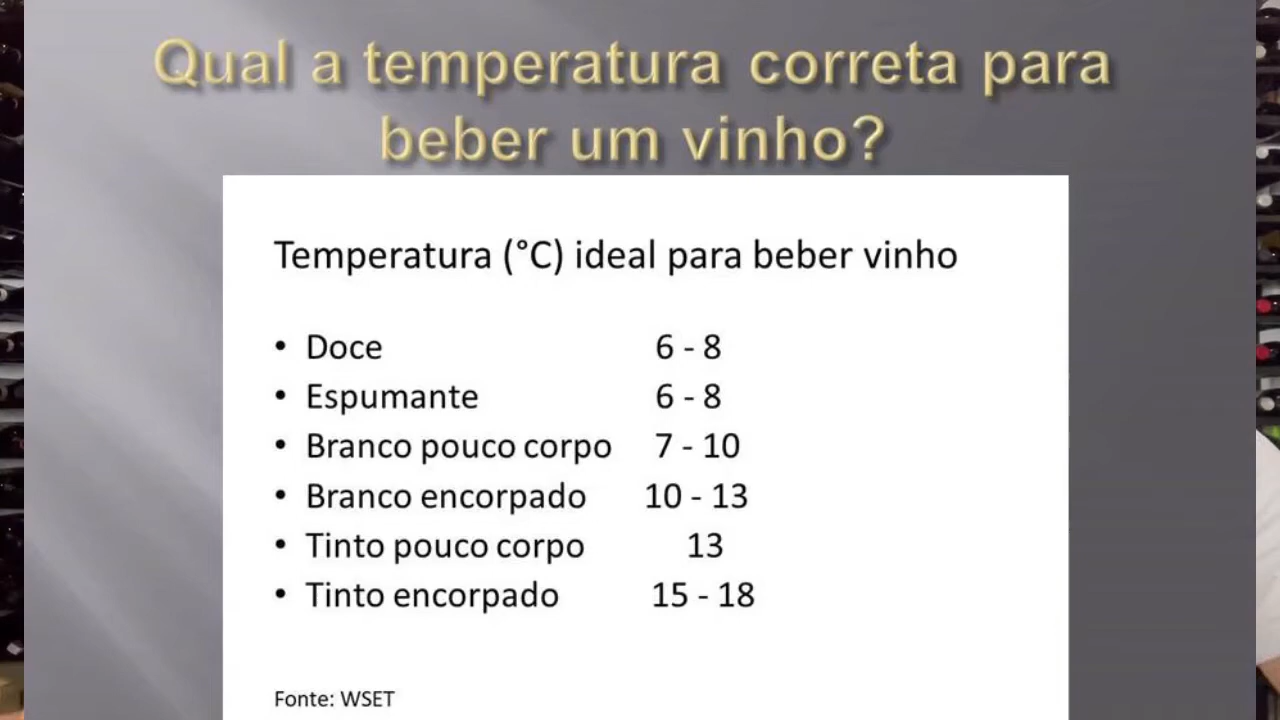 Qual a temperatura correta para
beber um vinho?
Temperatura (°C) ideal para beber vinho
• Doce 6 - 8
• Espumante 6 - 8
• Branco pouco corpo 7 - 10
• Branco encorpado 10 - 13
• Tinto pouco corpo 13
• Tinto encorpado 15 - 18
Fonte: WSET